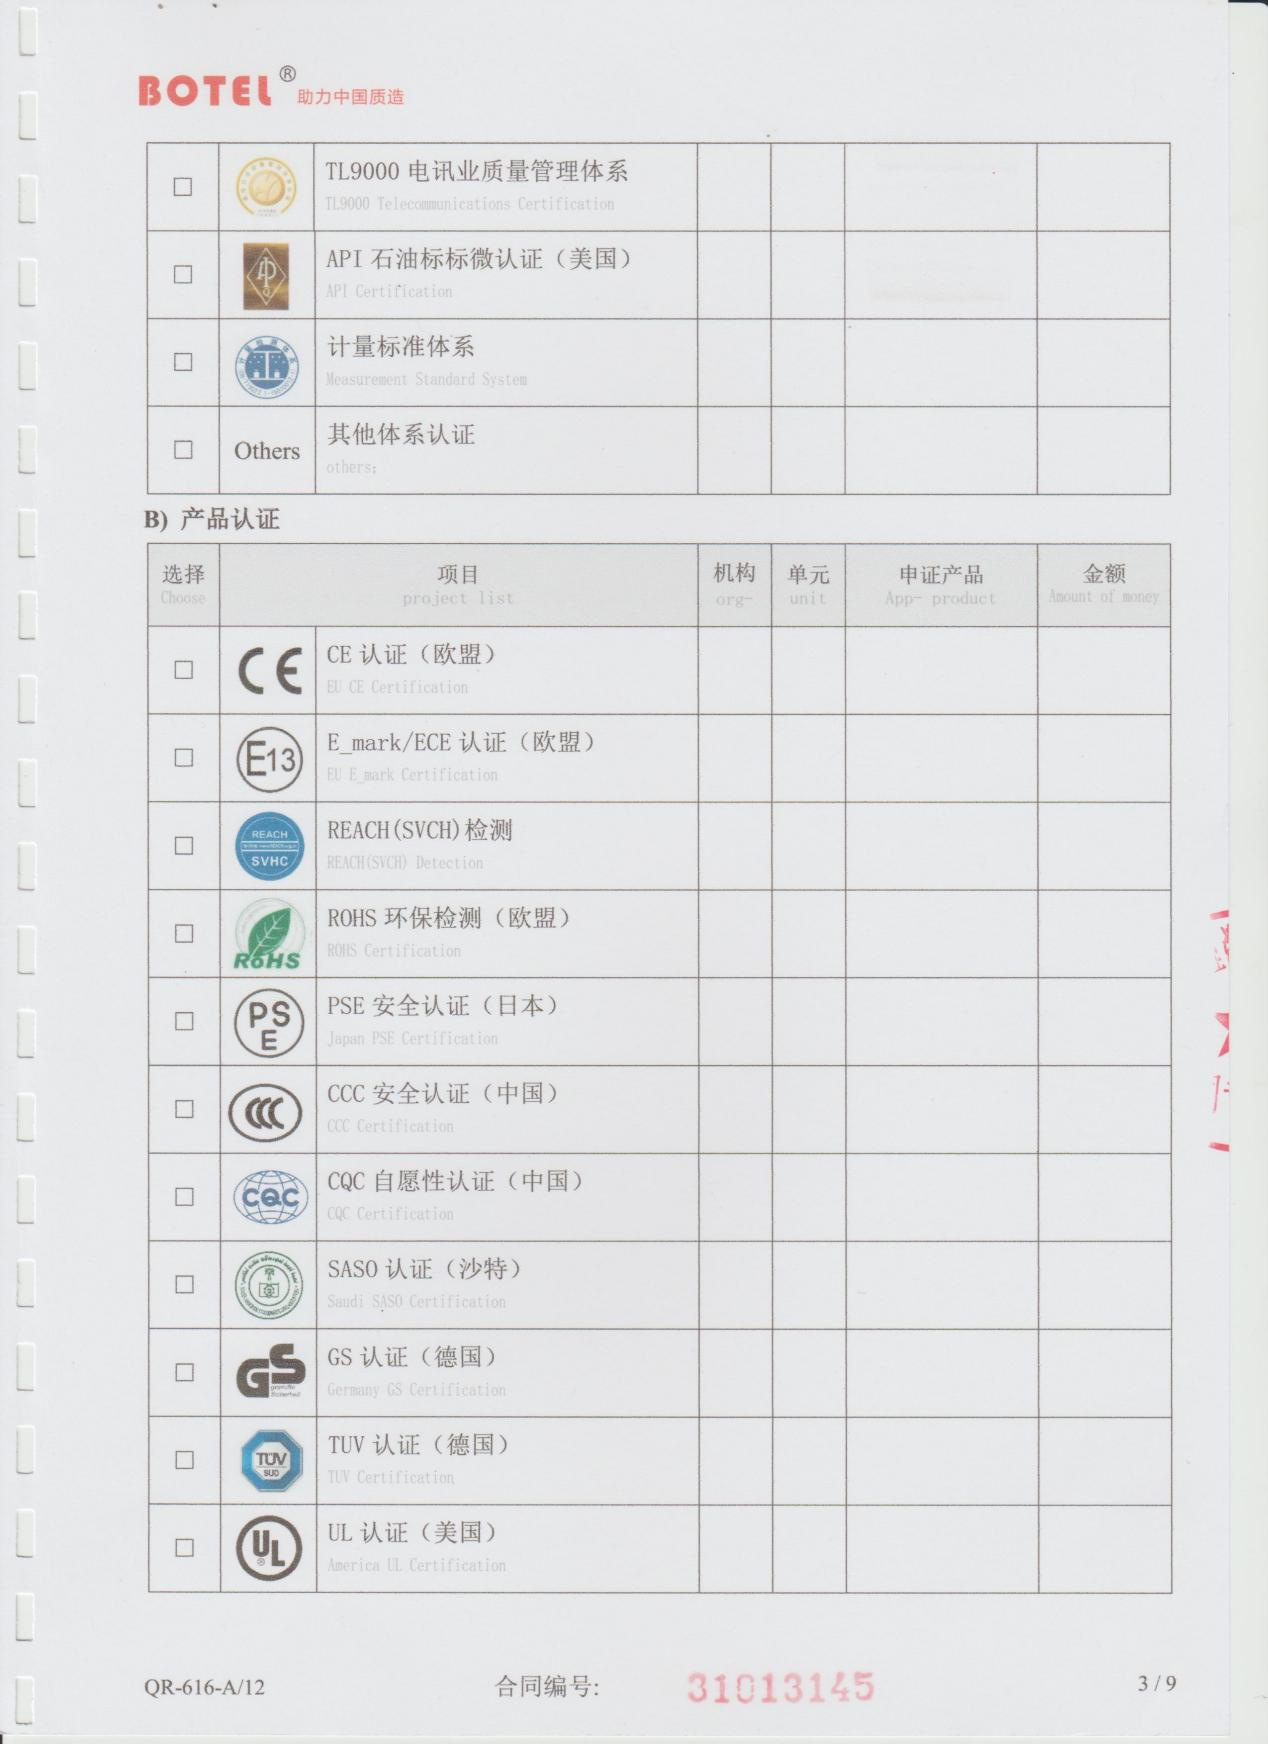 BOTEL® 助力中国质造
□ TL9000 电讯业质量管理体系
TL9000 Telecommunications Certification
□ API 石油标标微认证（美国）
API Certification
□ 计量标准体系
Measurement Standard System
□ Others 其他体系认证
others:
B) 产品认证
选择 项目 机构 单元 申证产品 金额
Choose project list org- unit App- product Amount of money
□ CE CE 认证（欧盟）
EU CE Certification
□ E13 E_mark/ECE 认证（欧盟）
EU E_mark Certification
□ REACH SVHC REACH(SVCH)检测
REACH(SVCH) Detection
□ RoHS ROHS 环保检测（欧盟）
ROHS Certification
□ PS E PSE 安全认证（日本）
Japan PSE Certification
□ CCC CCC 安全认证（中国）
CCC Certification
□ CQC CQC 自愿性认证（中国）
CQC Certification
□ SASO 认证（沙特）
Saudi SASO Certification
□ GS GS 认证（德国）
Germany GS Certification
□ TÜV SUD TUV 认证（德国）
TUV Certification
□ UL® UL 认证（美国）
America UL Certification
QR-616-A/12 合同编号: 31013145 3 / 9